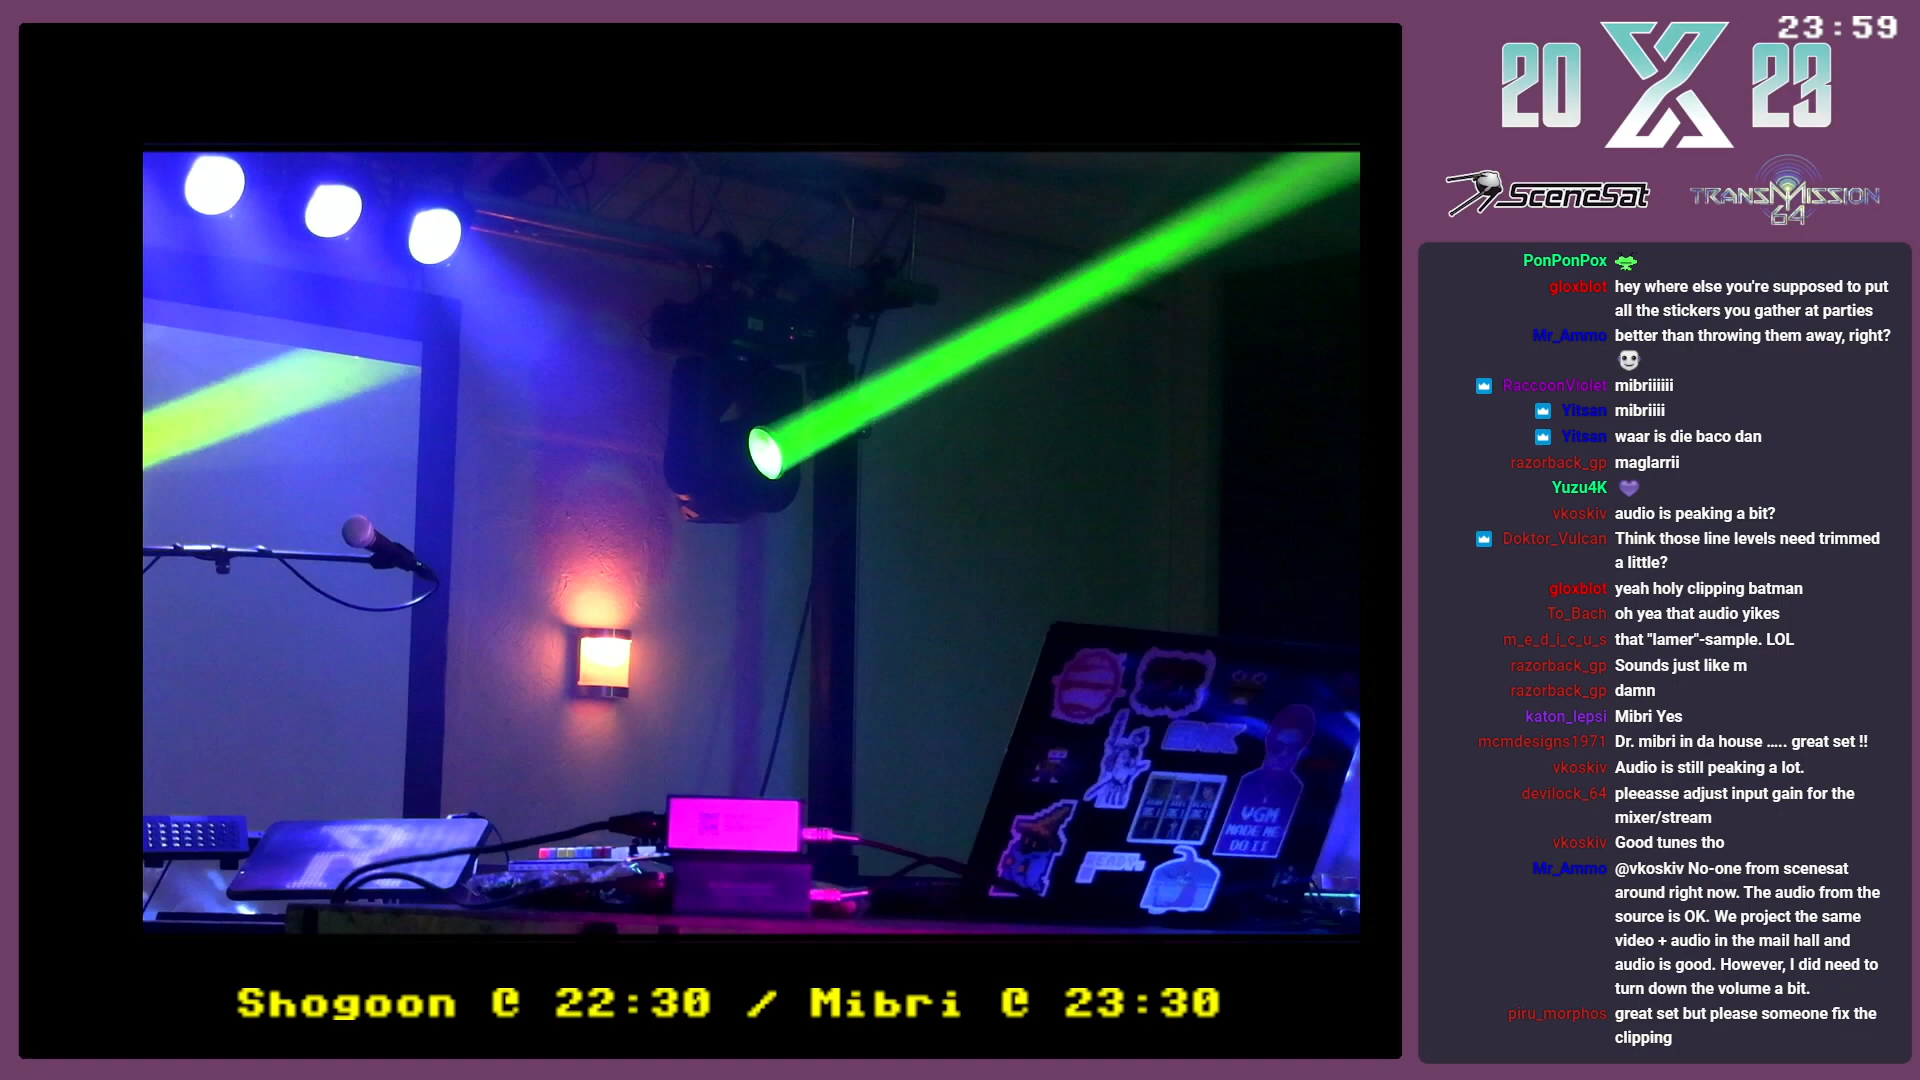 23:59
20 X 23
SCENESAT
TRANSMISSION
64
PonPonPox
gloxblot hey where else you're supposed to put
all the stickers you gather at parties
Mr_Ammo better than throwing them away, right?
RaccoonViolet mibriiiiii
Yitsan mibriiii
Yitsan waar is die baco dan
razorback_gp maglarrii
Yuzu4K
vkoskiv audio is peaking a bit?
Doktor_Vulcan Think those line levels need trimmed
a little?
gloxblot yeah holy clipping batman
To_Bach oh yea that audio yikes
m_e_d_i_c_u_s that "lamer"-sample. LOL
razorback_gp Sounds just like m
razorback_gp damn
katon_lepsi Mibri Yes
mcmdesigns1971 Dr. mibri in da house ..... great set !!
vkoskiv Audio is still peaking a lot.
devilock_64 pleeasse adjust input gain for the
mixer/stream
vkoskiv Good tunes tho
Mr_Ammo @vkoskiv No-one from scenesat
around right now. The audio from the
source is OK. We project the same
video + audio in the mail hall and
audio is good. However, I did need to
turn down the volume a bit.
piru_morphos great set but please someone fix the
clipping
VGM
MADE ME
DO IT
READY.
Shogoon @ 22:30 / Mibri @ 23:30